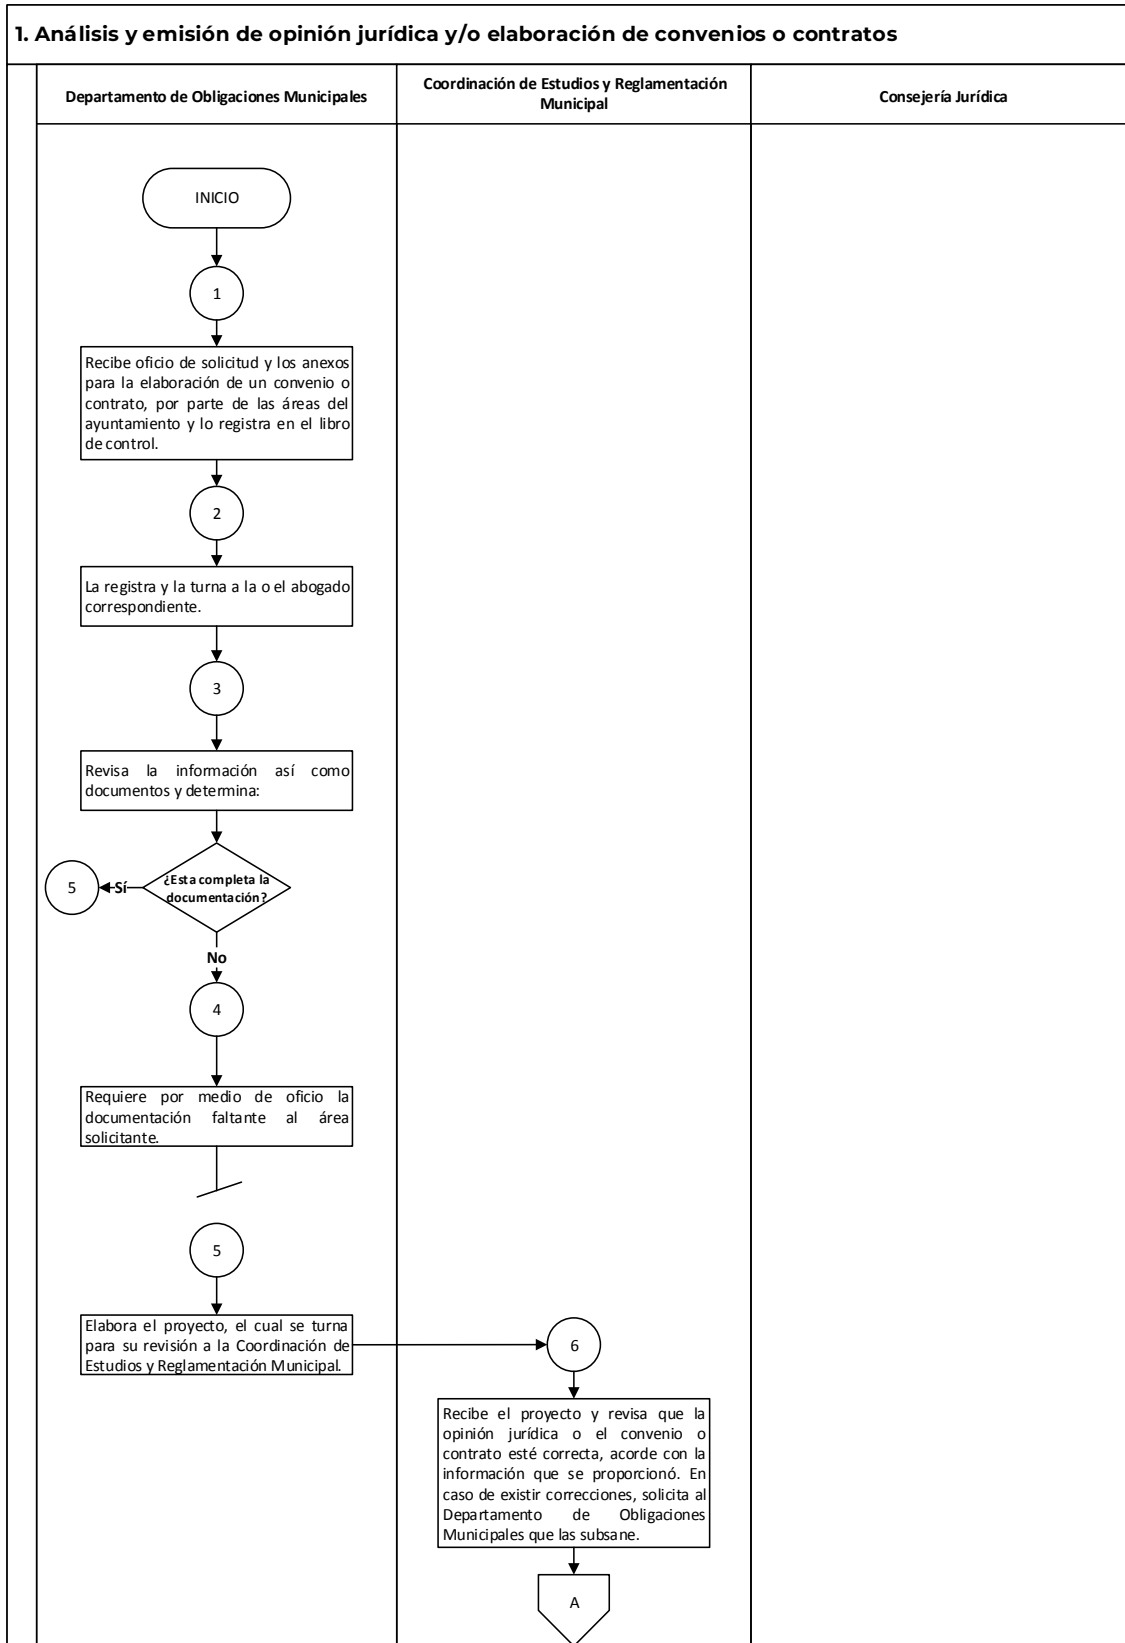 1. Análisis y emisión de opinión jurídica y/o elaboración de convenios o contratos
Departamento de Obligaciones Municipales
Coordinación de Estudios y Reglamentación
Municipal
Consejería Jurídica
INICIO
1
Recibe oficio de solicitud y los anexos
para la elaboración de un convenio o
contrato, por parte de las áreas del
ayuntamiento y lo registra en el libro
de control.
2
La registra y la turna a la o el abogado
correspondiente.
3
Revisa la información así como
documentos y determina:
¿Esta completa la
documentación?
Sí
5
No
4
Requiere por medio de oficio la
documentación faltante al área
solicitante.
5
Elabora el proyecto, el cual se turna
para su revisión a la Coordinación de
Estudios y Reglamentación Municipal.
6
Recibe el proyecto y revisa que la
opinión jurídica o el convenio o
contrato esté correcta, acorde con la
información que se proporcionó. En
caso de existir correcciones, solicita al
Departamento de Obligaciones
Municipales que las subsane.
A